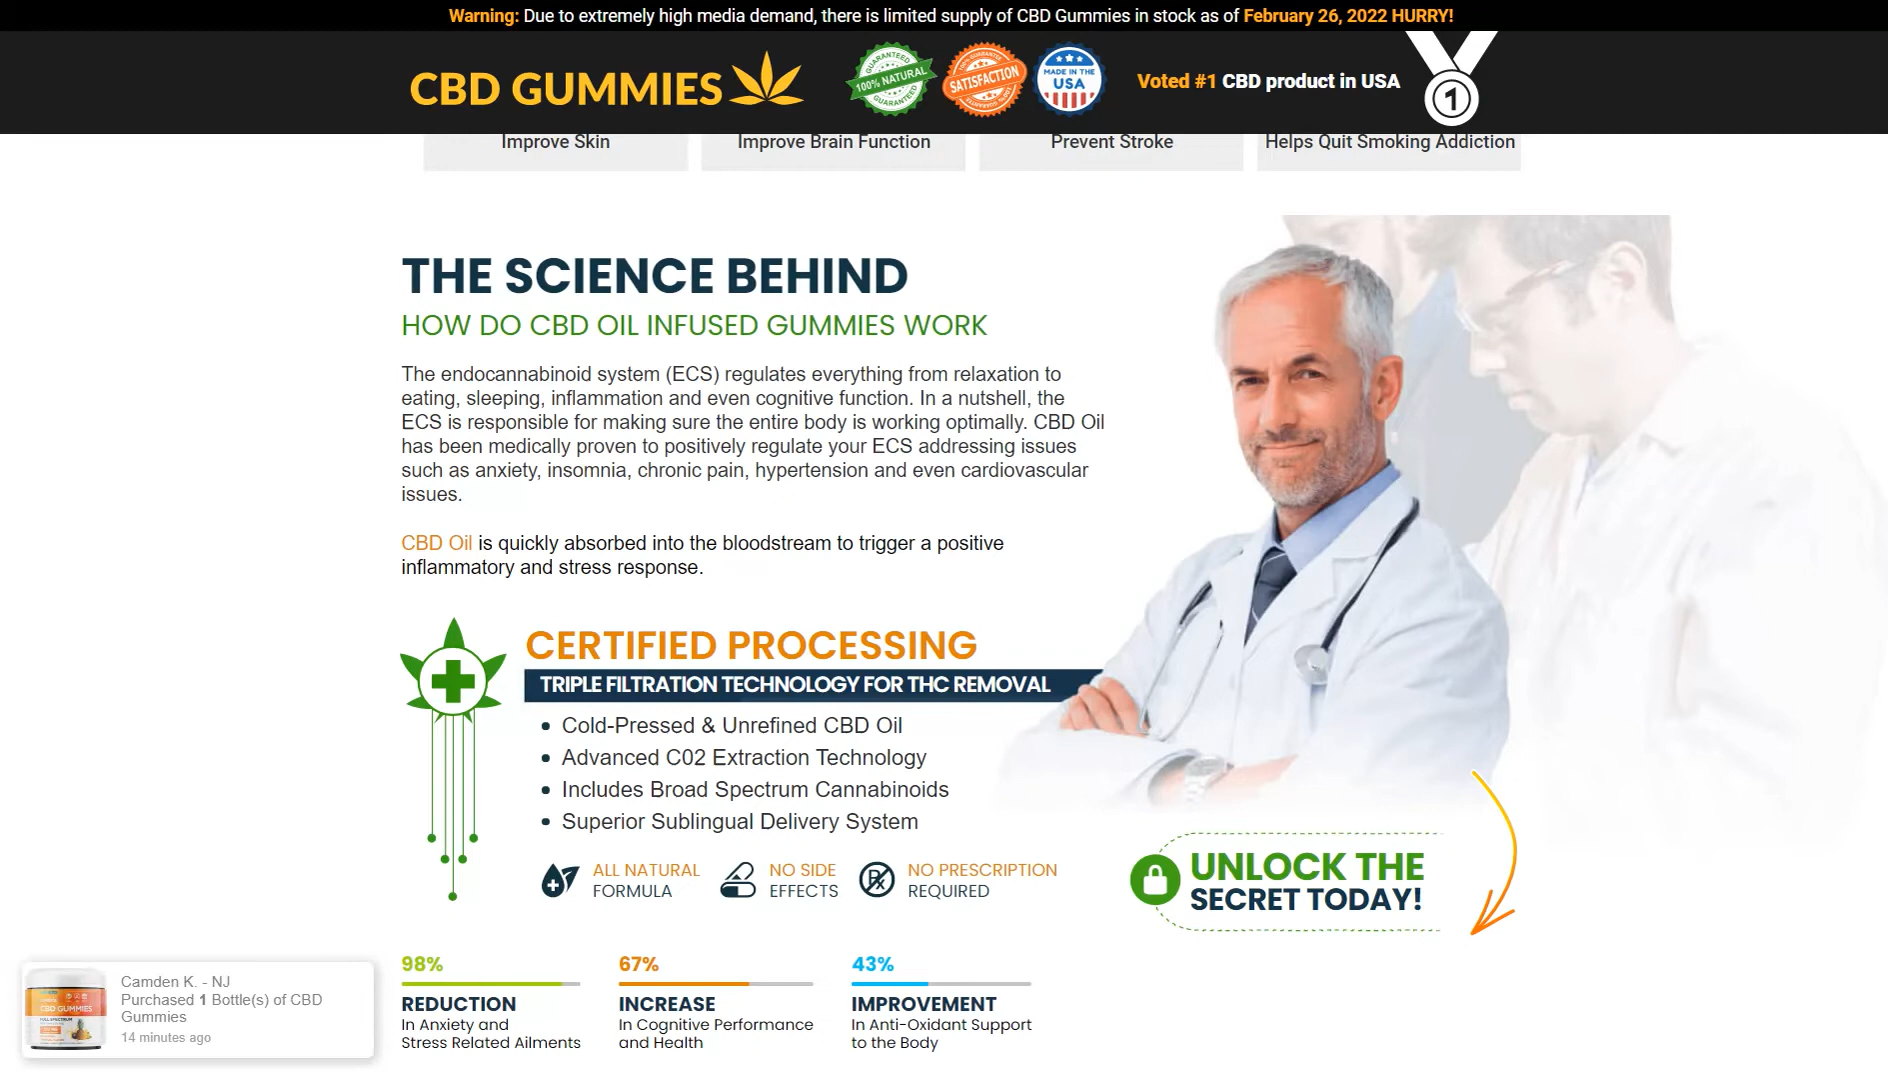 Warning: Due to extremely high media demand, there is limited supply of CBD Gummies in stock as of February 26, 2022 HURRY!
CBD GUMMIES
GUARANTEED
100% NATURAL
GUARANTEED
SATISFACTION
MADE IN THE
USA
Voted #1 CBD product in USA
1
Improve Skin
Improve Brain Function
Prevent Stroke
Helps Quit Smoking Addiction
THE SCIENCE BEHIND
HOW DO CBD OIL INFUSED GUMMIES WORK
The endocannabinoid system (ECS) regulates everything from relaxation to
eating, sleeping, inflammation and even cognitive function. In a nutshell, the
ECS is responsible for making sure the entire body is working optimally. CBD Oil
has been medically proven to positively regulate your ECS addressing issues
such as anxiety, insomnia, chronic pain, hypertension and even cardiovascular
issues.
CBD Oil is quickly absorbed into the bloodstream to trigger a positive
inflammatory and stress response.
CERTIFIED PROCESSING
TRIPLE FILTRATION TECHNOLOGY FOR THC REMOVAL
• Cold-Pressed & Unrefined CBD Oil
• Advanced C02 Extraction Technology
• Includes Broad Spectrum Cannabinoids
• Superior Sublingual Delivery System
ALL NATURAL
FORMULA
NO SIDE
EFFECTS
NO PRESCRIPTION
REQUIRED
UNLOCK THE
SECRET TODAY!
98%
REDUCTION
In Anxiety and
Stress Related Ailments
67%
INCREASE
In Cognitive Performance
and Health
43%
IMPROVEMENT
In Anti-Oxidant Support
to the Body
CBD GUMMIES
Camden K. - NJ
Purchased 1 Bottle(s) of CBD
Gummies
14 minutes ago